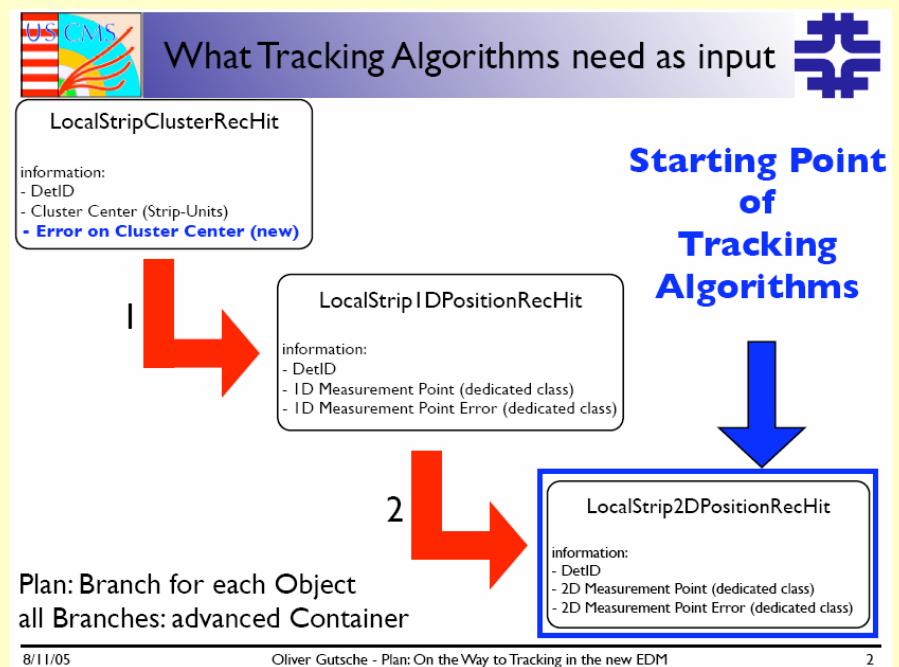 US CMS
What Tracking Algorithms need as input
LocalStripClusterRecHit
information:
- DetID
- Cluster Center (Strip-Units)
- Error on Cluster Center (new)
Starting Point
of
Tracking
Algorithms
1
LocalStrip1DPositionRecHit
information:
- DetID
- 1D Measurement Point (dedicated class)
- 1D Measurement Point Error (dedicated class)
2
LocalStrip2DPositionRecHit
information:
- DetID
- 2D Measurement Point (dedicated class)
- 2D Measurement Point Error (dedicated class)
Plan: Branch for each Object
all Branches: advanced Container
8/11/05
Oliver Gutsche - Plan: On the Way to Tracking in the new EDM
2